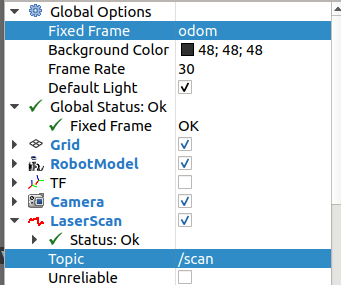 Global Options
Fixed Frame odom
Background Color 48; 48; 48
Frame Rate 30
Default Light
Global Status: Ok
Fixed Frame OK
Grid
RobotModel
TF
Camera
LaserScan
Status: Ok
Topic /scan
Unreliable